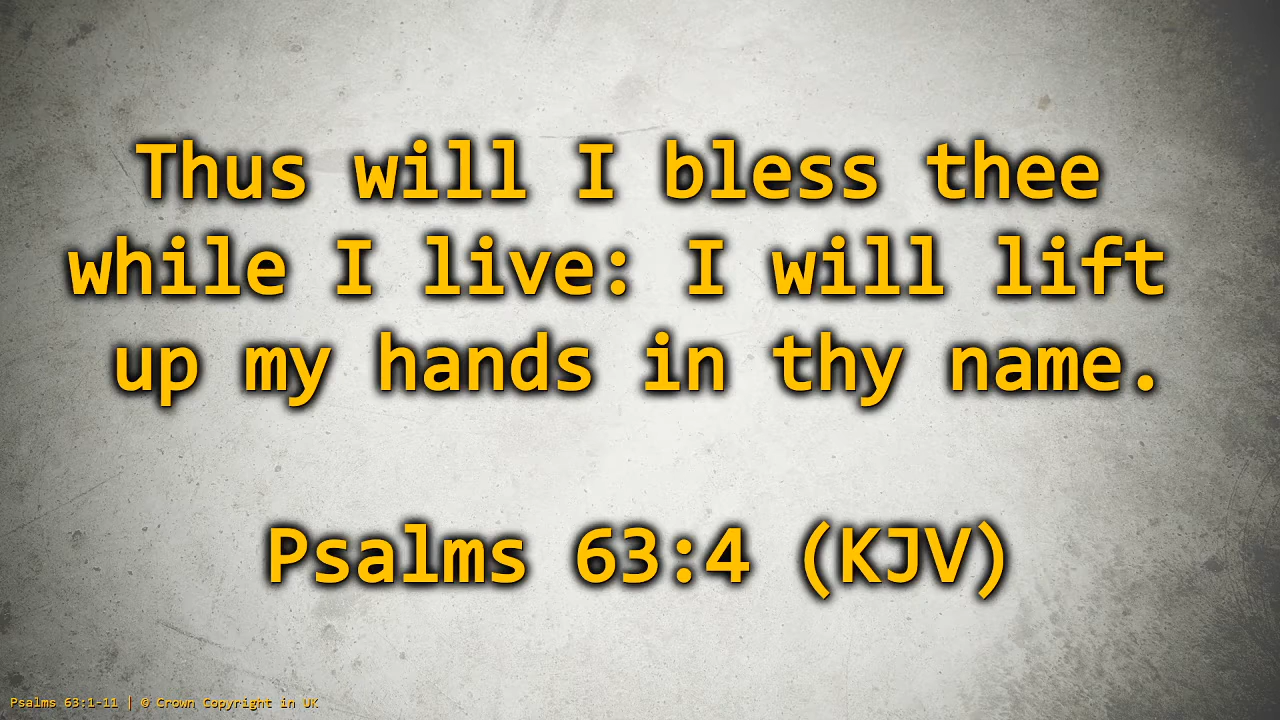 Thus will I bless thee
while I live: I will lift
up my hands in thy name.
Psalms 63:4 (KJV)
Psalms 63:1-11 | © Crown Copyright in UK